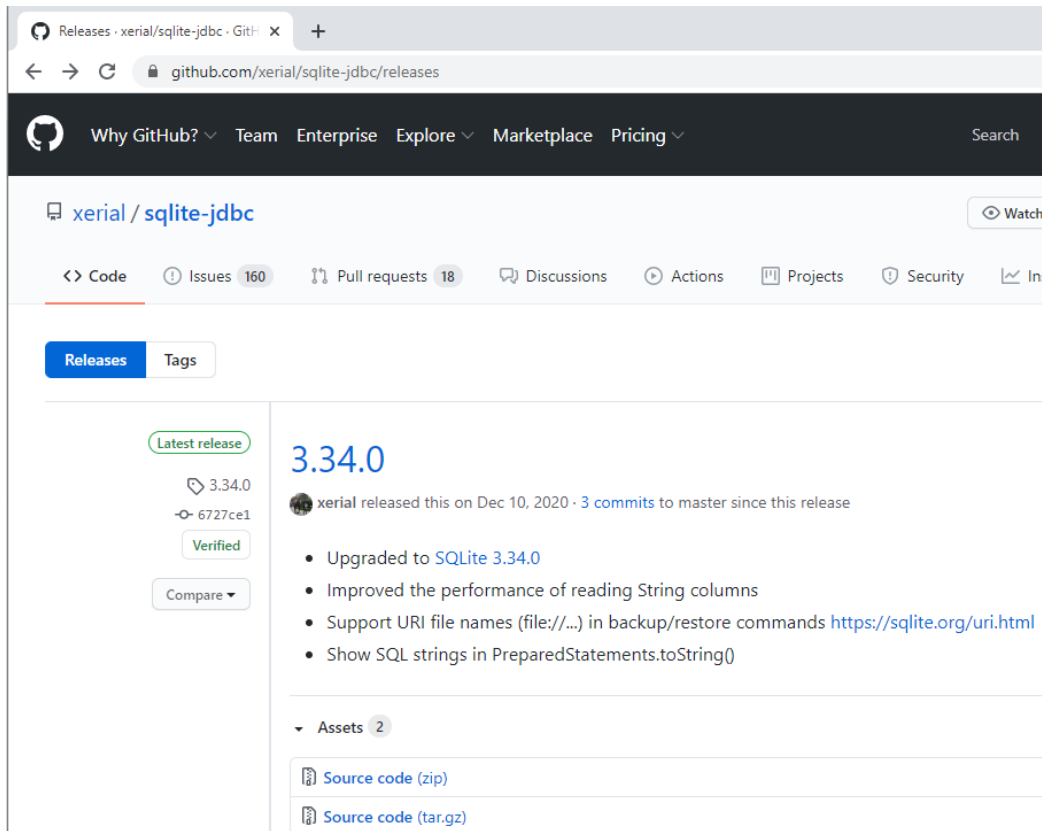 Releases · xerial/sqlite-jdbc · GitH
github.com/xerial/sqlite-jdbc/releases
Why GitHub? Team Enterprise Explore Marketplace Pricing Search
xerial / sqlite-jdbc Watch
<> Code Issues 160 Pull requests 18 Discussions Actions Projects Security In
Releases Tags
Latest release
3.34.0
6727ce1
Verified
Compare
3.34.0
xerial released this on Dec 10, 2020 · 3 commits to master since this release
• Upgraded to SQLite 3.34.0
• Improved the performance of reading String columns
• Support URI file names (file://...) in backup/restore commands https://sqlite.org/uri.html
• Show SQL strings in PreparedStatements.toString()
Assets 2
Source code (zip)
Source code (tar.gz)